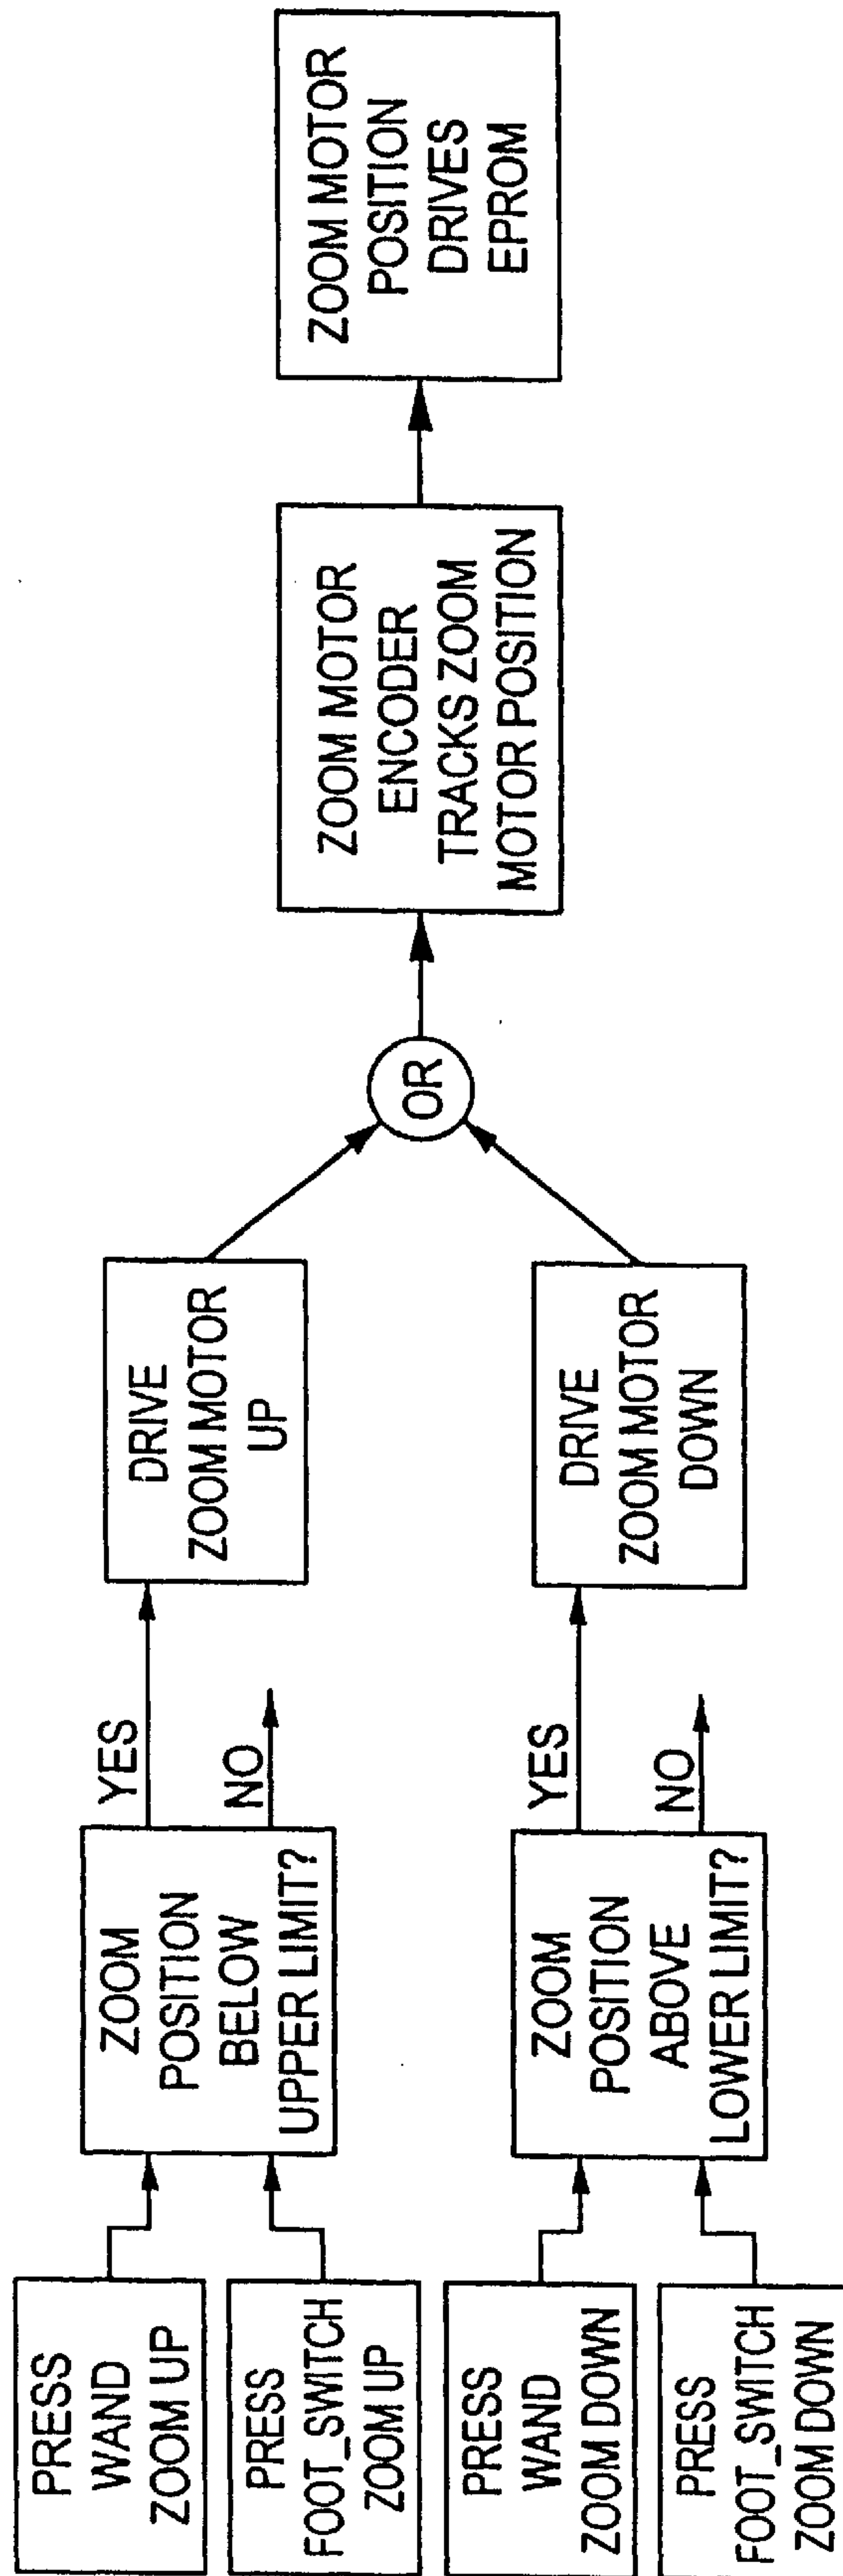 PRESS
WAND
ZOOM UP
PRESS
FOOT_SWITCH
ZOOM UP
PRESS
WAND
ZOOM DOWN
PRESS
FOOT_SWITCH
ZOOM DOWN
ZOOM
POSITION
BELOW
UPPER LIMIT?
YES
NO
ZOOM
POSITION
ABOVE
LOWER LIMIT?
YES
NO
DRIVE
ZOOM MOTOR
UP
DRIVE
ZOOM MOTOR
DOWN
OR
ZOOM MOTOR
ENCODER
TRACKS ZOOM
MOTOR POSITION
ZOOM MOTOR
POSITION
DRIVES
EPROM